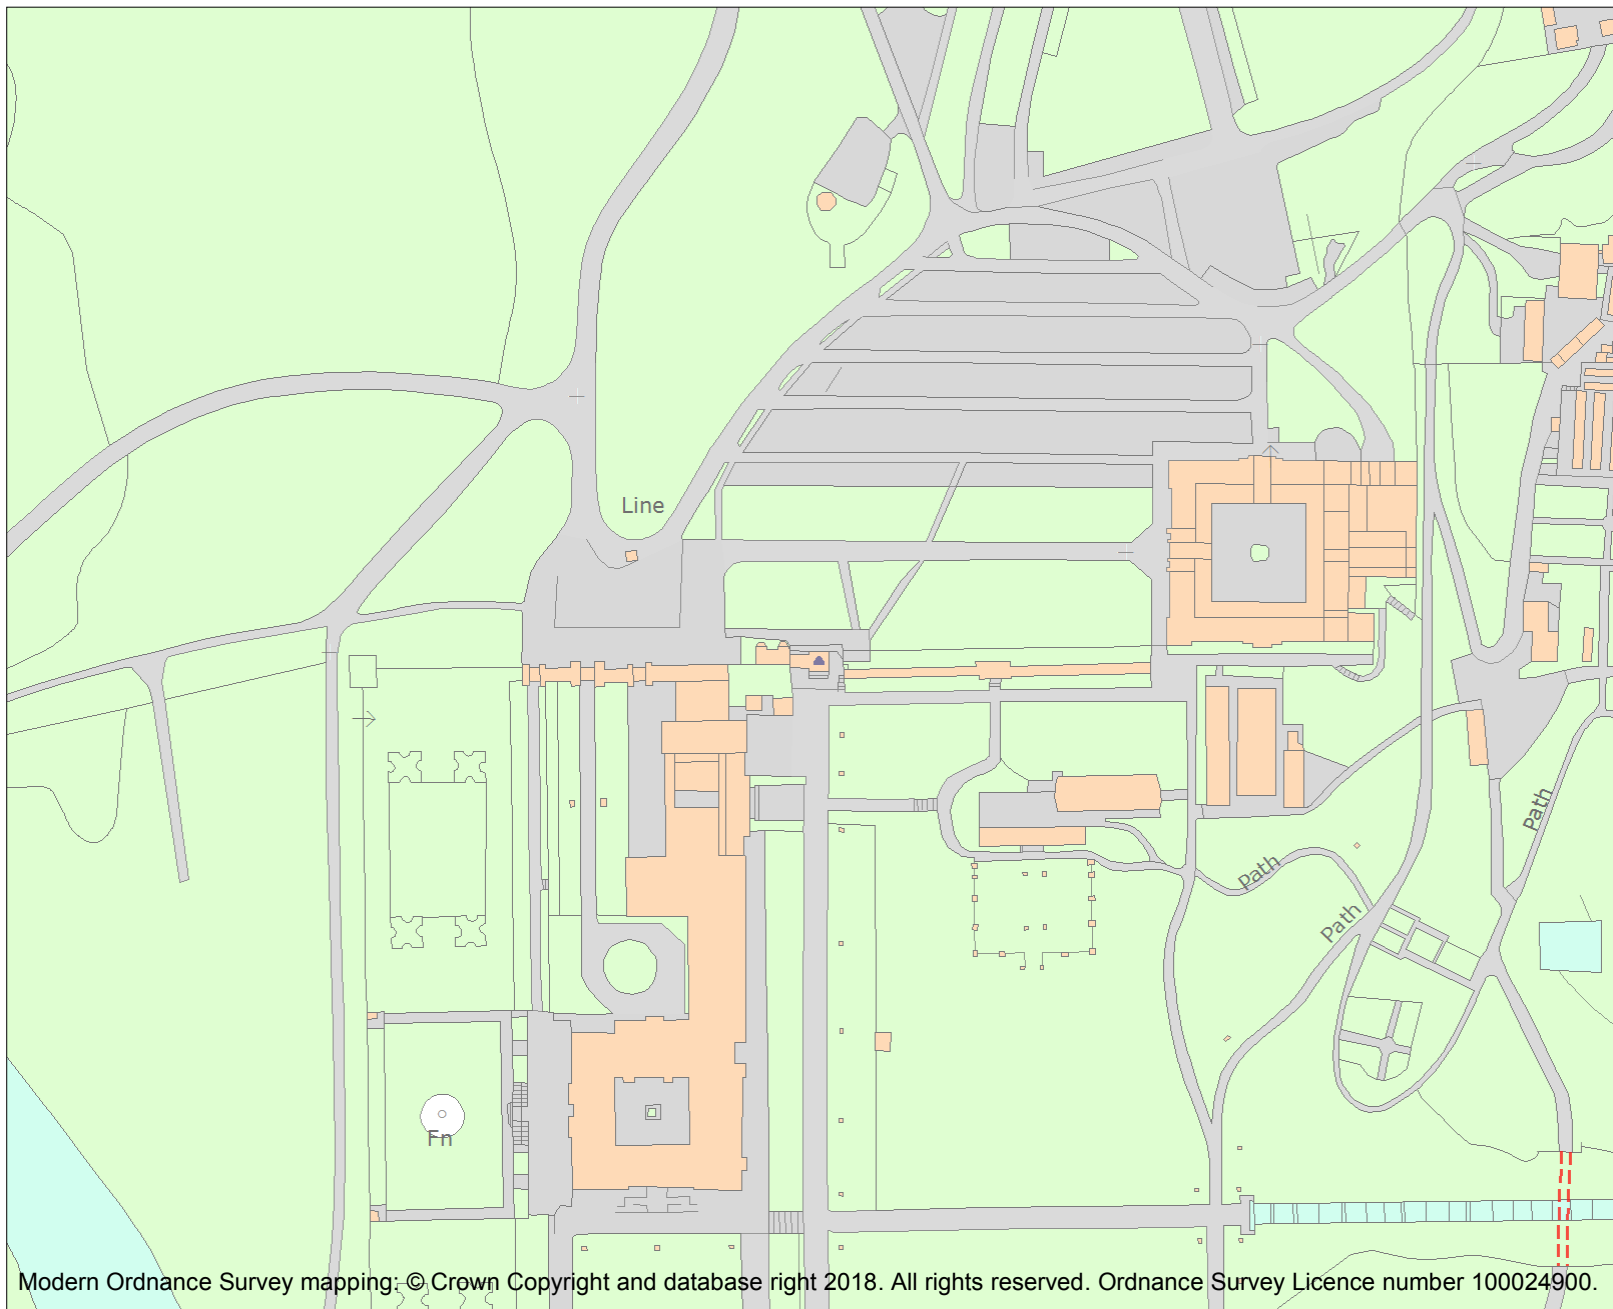 Line
Path
Path
Path
Fn
Modern Ordnance Survey mapping: © Crown Copyright and database right 2018. All rights reserved. Ordnance Survey Licence number 100024900.